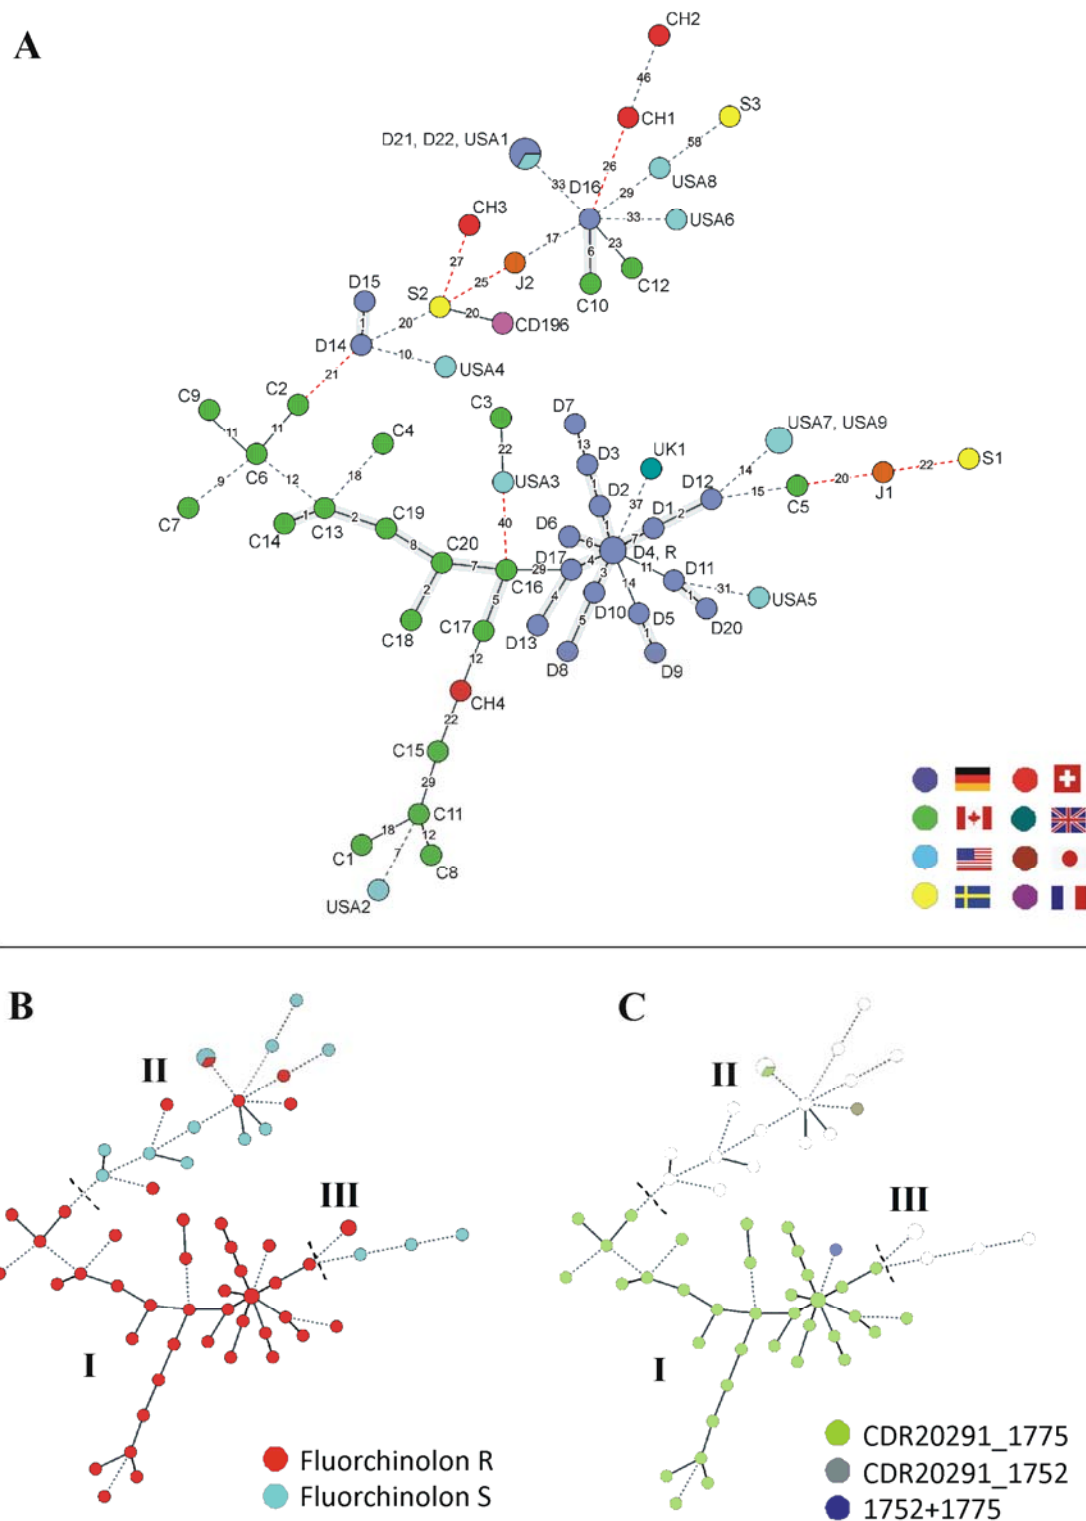 A
CH2
46
CH1
S3
58
D21, D22, USA1
26
USA8
33
29
D16
CH3
33
USA6
17
23
6
27
J2
C12
25
C10
D15
S2
20
CD196
1
20
D14
10
USA4
21
C9
C2
C3
D7
USA7, USA9
11
11
C4
22
13
D3
UK1
14
S1
C6
18
USA3
1
D2
37
D12
15
C5
20
J1
22
9
12
C7
1
2
C19
40
D6
1
D1
2
C14
C13
8
C20
6
7
D4, R
7
29
D17
4
11
D11
C16
3
14
31
USA5
2
5
4
D10
D5
1
D20
C18
C17
D13
5
1
D8
D9
12
CH4
22
C15
29
C11
18
12
C1
7
C8
USA2
B
II
III
I
Fluorchinolon R
Fluorchinolon S
C
II
III
I
CDR20291_1775
CDR20291_1752
1752+1775